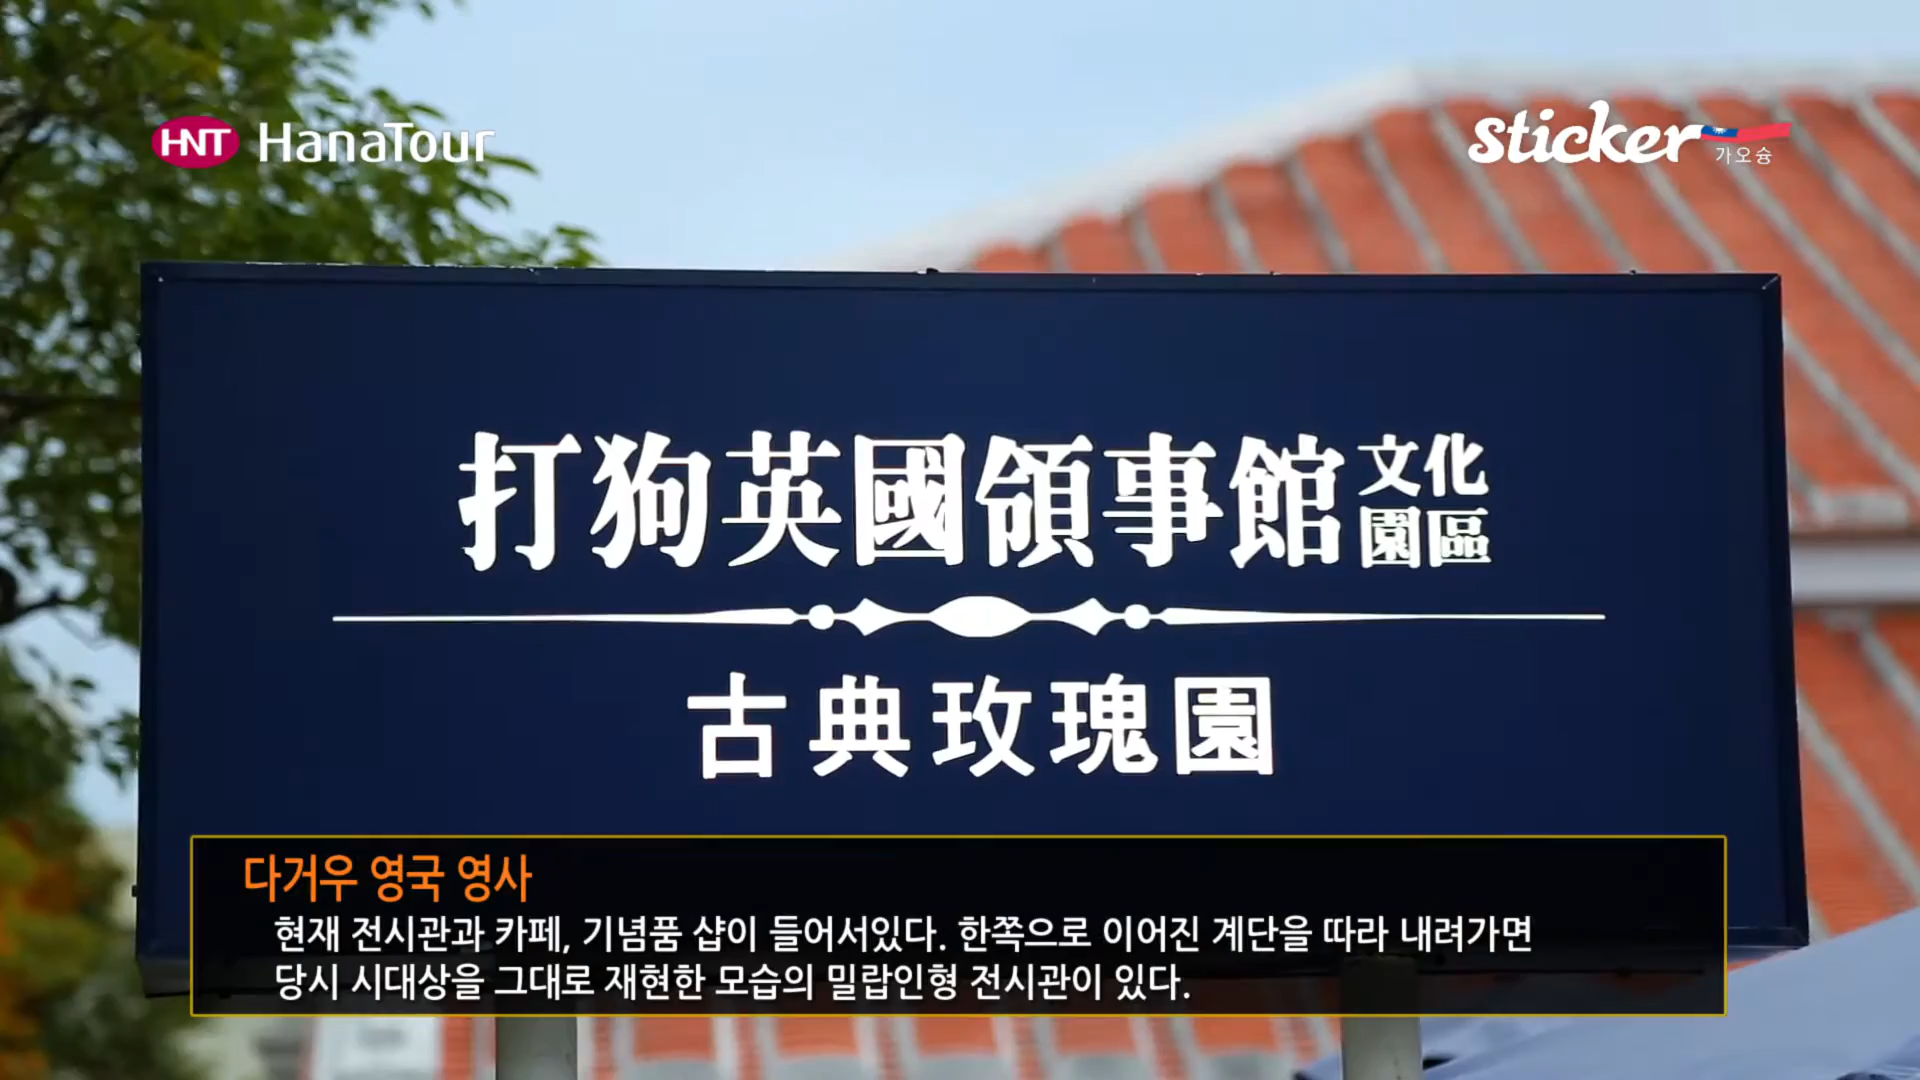 HNT HanaTour
sticker
가오슝
打狗英國領事館文化園區
古典玫瑰園
다거우 영국 영사
현재 전시관과 카페, 기념품 샵이 들어서있다. 한쪽으로 이어진 계단을 따라 내려가면
당시 시대상을 그대로 재현한 모습의 밀랍인형 전시관이 있다.